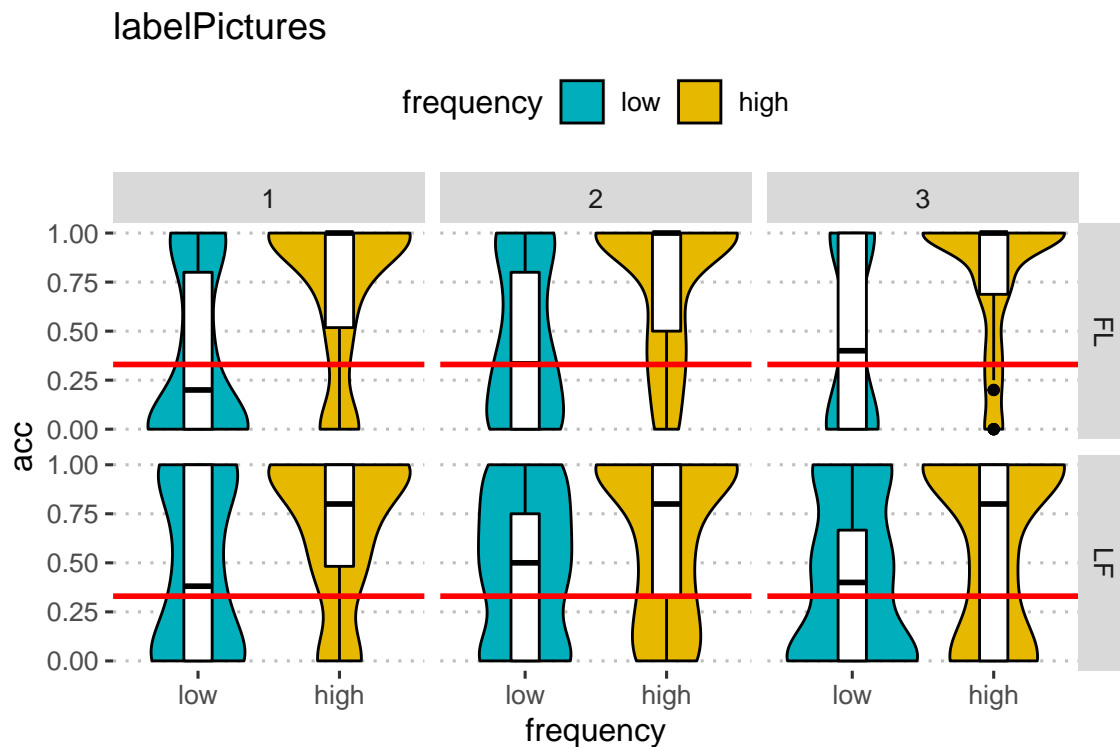 labelPictures
frequency low high
1 2 3
1.00
0.75
0.50
0.25
0.00
FL
1.00
0.75
0.50
0.25
0.00
LF
acc
low high low high low high
frequency